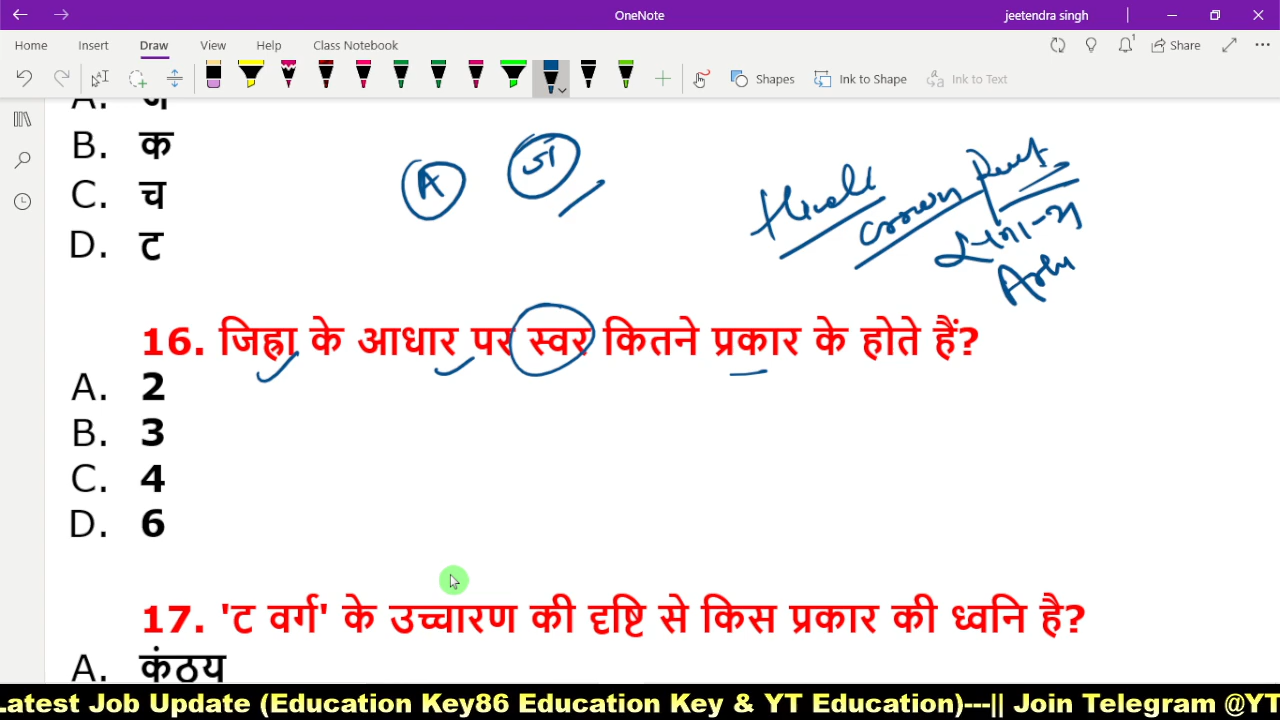 OneNote
jeetendra singh
Home Insert Draw View Help Class Notebook
Share
Shapes Ink to Shape Ink to Text
A. ज
B. क
C. च
D. ट
A
16. जिह्वा के आधार पर स्वर कितने प्रकार के होते हैं?
A. 2
B. 3
C. 4
D. 6
17. 'ट वर्ग' के उच्चारण की दृष्टि से किस प्रकार की ध्वनि है?
A. कंठय
Latest Job Update (Education Key86 Education Key & YT Education)---|| Join Telegram @YT